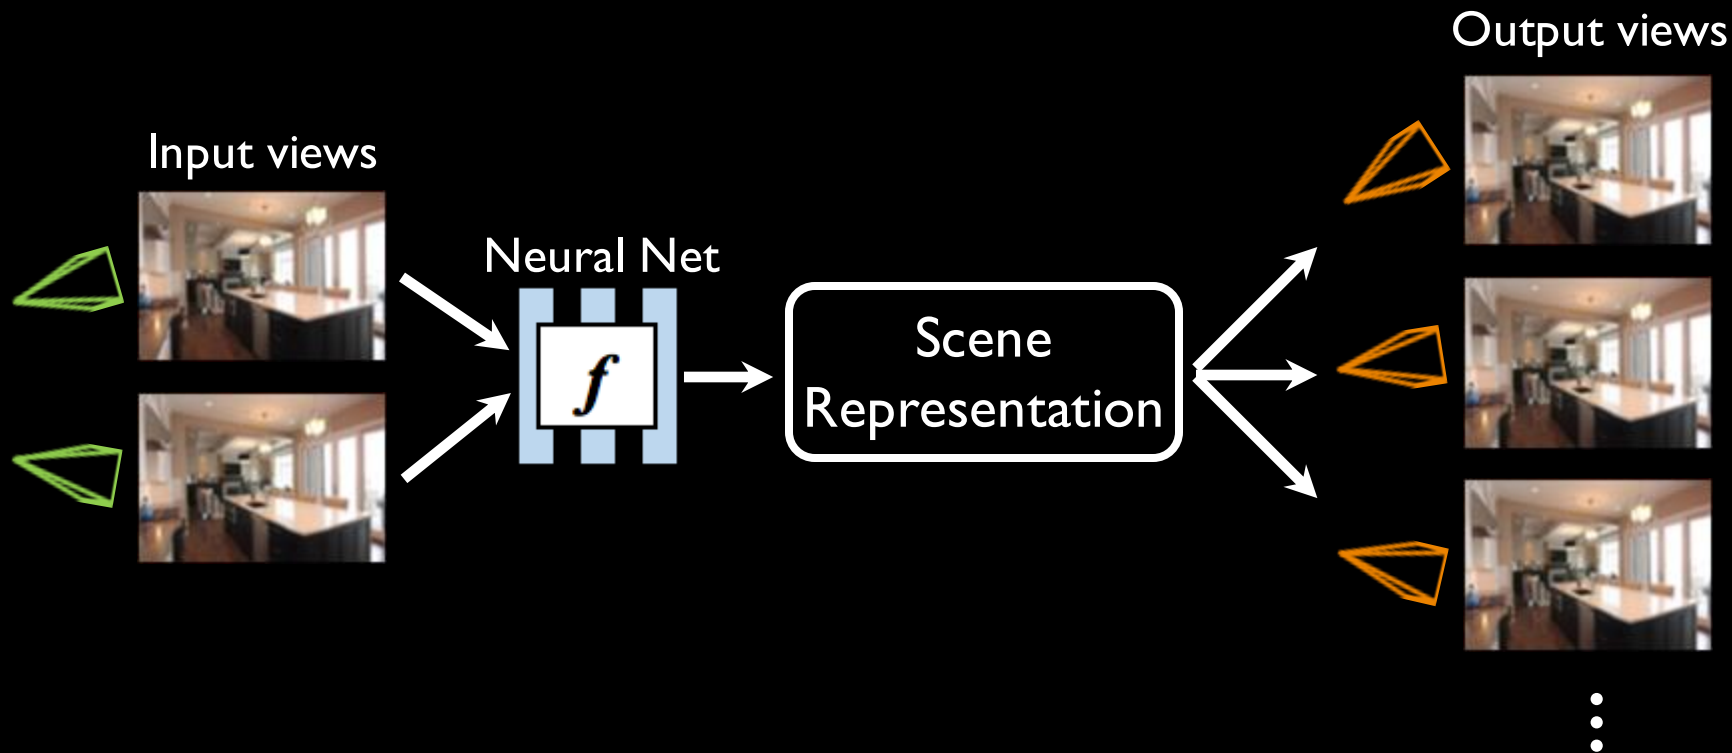 Output views
Input views
Neural Net
f
Scene
Representation